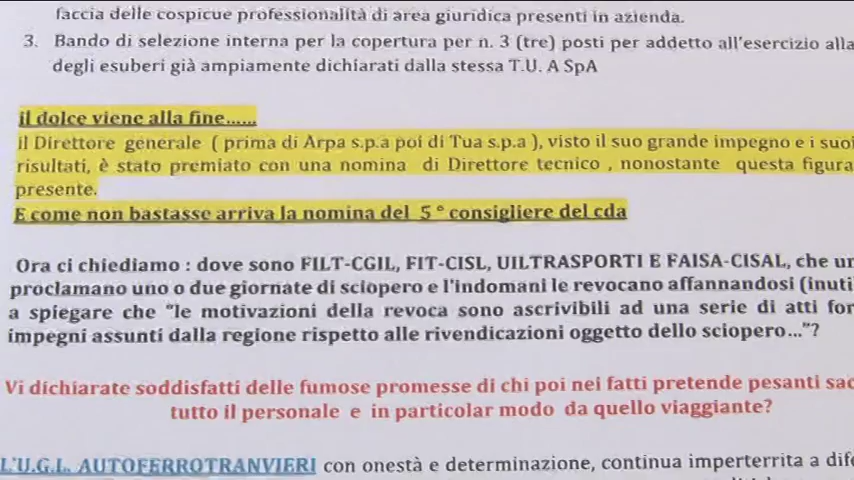 faccia delle cospicue professionalità di area giuridica presenti in azienda.
3. Bando di selezione interna per la copertura per n. 3 (tre) posti per addetto all'esercizio alla
degli esuberi già ampiamente dichiarati dalla stessa T.U. A SpA
il dolce viene alla fine……
il Direttore generale ( prima di Arpa s.p.a poi di Tua s.p.a ), visto il suo grande impegno e i suoi
risultati, è stato premiato con una nomina di Direttore tecnico , nonostante questa figura
presente.
E come non bastasse arriva la nomina del 5 ° consigliere del cda
Ora ci chiediamo : dove sono FILT-CGIL, FIT-CISL, UILTRASPORTI E FAISA-CISAL, che un
proclamano uno o due giornate di sciopero e l'indomani le revocano affannandosi (inuti
a spiegare che "le motivazioni della revoca sono ascrivibili ad una serie di atti for
impegni assunti dalla regione rispetto alle rivendicazioni oggetto dello sciopero…"?
Vi dichiarate soddisfatti delle fumose promesse di chi poi nei fatti pretende pesanti sac
tutto il personale e in particolar modo da quello viaggiante?
L'U.G.L. AUTOFERROTRANVIERI con onestà e determinazione, continua imperterrita a dife